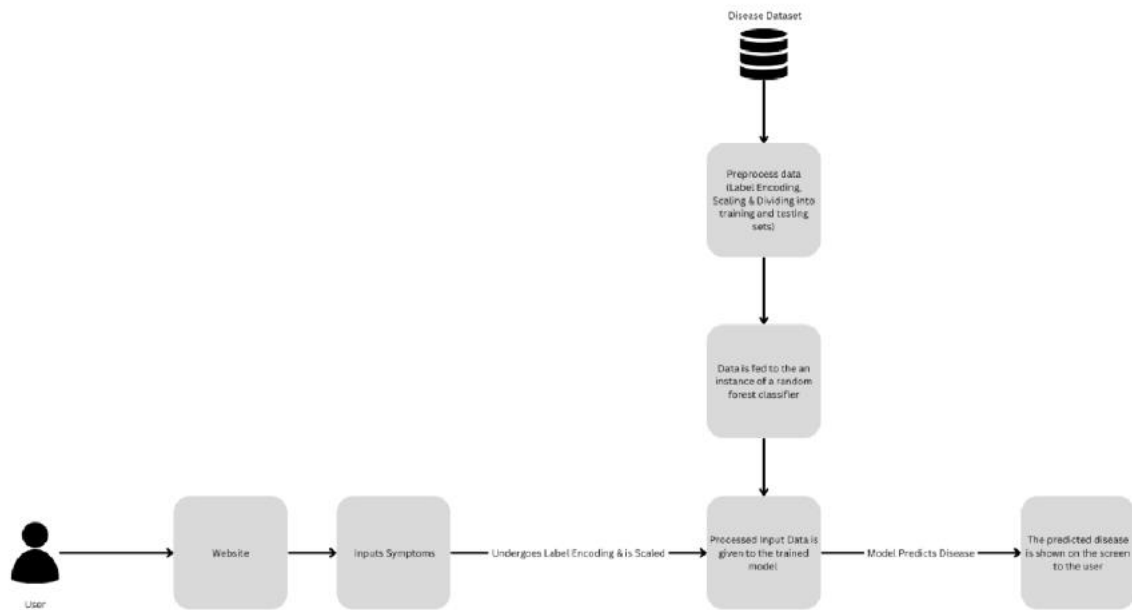 Disease Dataset
Preprocess data
(Label Encoding,
Scaling & Dividing into
training and testing
sets)
Data is fed to the an
instance of a random
forest classifier
User
Website
Inputs Symptoms
Undergoes Label Encoding & is Scaled
Processed Input Data is
given to the trained
model
Model Predicts Disease
The predicted disease
is shown on the screen
to the user